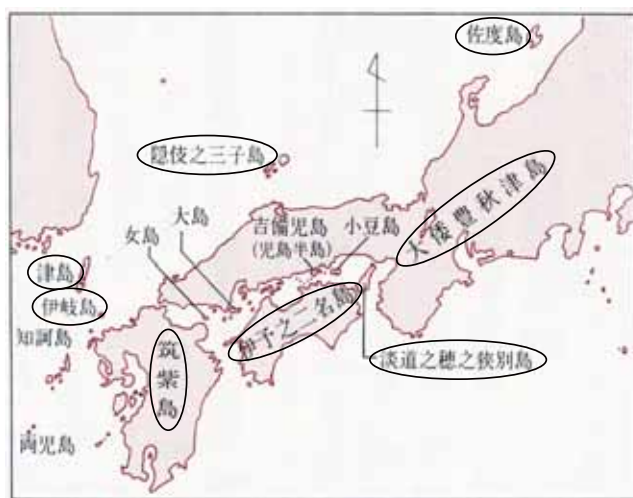 佐度島
隠伎之三子島
大倭豊秋津島
大島
吉備児島
(児島半島)
小豆島
女島
津島
伊岐島
知訶島
伊予之二名島
筑紫島
淡道之穂之狭別島
両児島